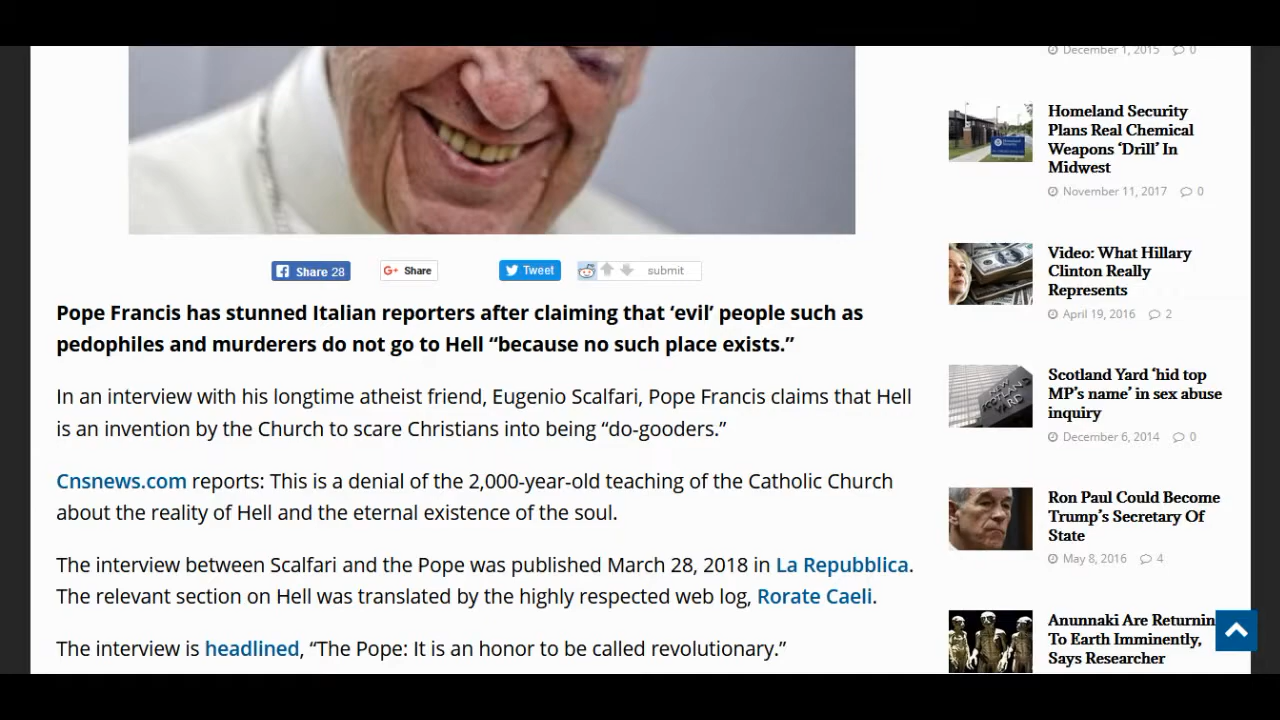 Share 28
G+ Share
Tweet
submit
Pope Francis has stunned Italian reporters after claiming that ‘evil’ people such as
pedophiles and murderers do not go to Hell “because no such place exists.”
In an interview with his longtime atheist friend, Eugenio Scalfari, Pope Francis claims that Hell
is an invention by the Church to scare Christians into being “do-gooders.”
Cnsnews.com reports: This is a denial of the 2,000-year-old teaching of the Catholic Church
about the reality of Hell and the eternal existence of the soul.
The interview between Scalfari and the Pope was published March 28, 2018 in La Repubblica.
The relevant section on Hell was translated by the highly respected web log, Rorate Caeli.
The interview is headlined, “The Pope: It is an honor to be called revolutionary.”
December 1, 2015 0
Homeland Security
Plans Real Chemical
Weapons ‘Drill’ In
Midwest
November 11, 2017 0
Video: What Hillary
Clinton Really
Represents
April 19, 2016 2
NEW
SCOTLAND
YARD
Scotland Yard ‘hid top
MP’s name’ in sex abuse
inquiry
December 6, 2014 0
Ron Paul Could Become
Trump’s Secretary Of
State
May 8, 2016 4
Anunnaki Are Returnin
To Earth Imminently,
Says Researcher